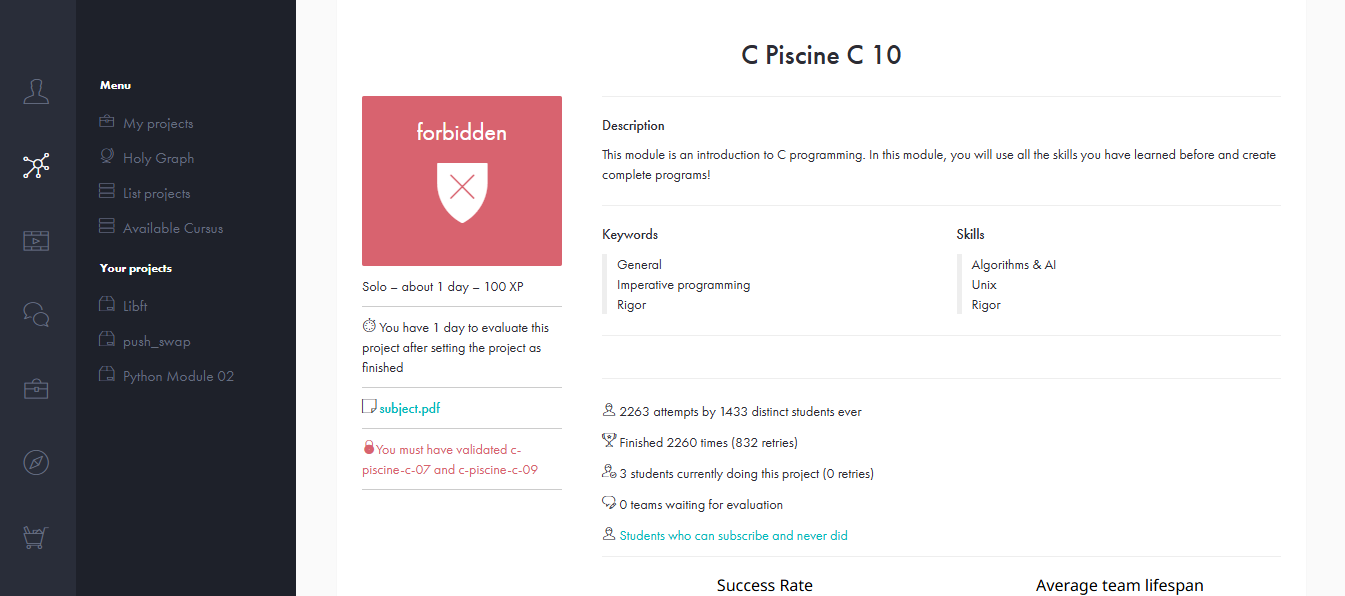 Menu
My projects
Holy Graph
List projects
Available Cursus
Your projects
Libft
push_swap
Python Module 02
C Piscine C 10
forbidden
Solo – about 1 day – 100 XP
You have 1 day to evaluate this
project after setting the project as
finished
subject.pdf
You must have validated c-
piscine-c-07 and c-piscine-c-09
Description
This module is an introduction to C programming. In this module, you will use all the skills you have learned before and create
complete programs!
Keywords
General
Imperative programming
Rigor
Skills
Algorithms & AI
Unix
Rigor
2263 attempts by 1433 distinct students ever
Finished 2260 times (832 retries)
3 students currently doing this project (0 retries)
0 teams waiting for evaluation
Students who can subscribe and never did
Success Rate
Average team lifespan